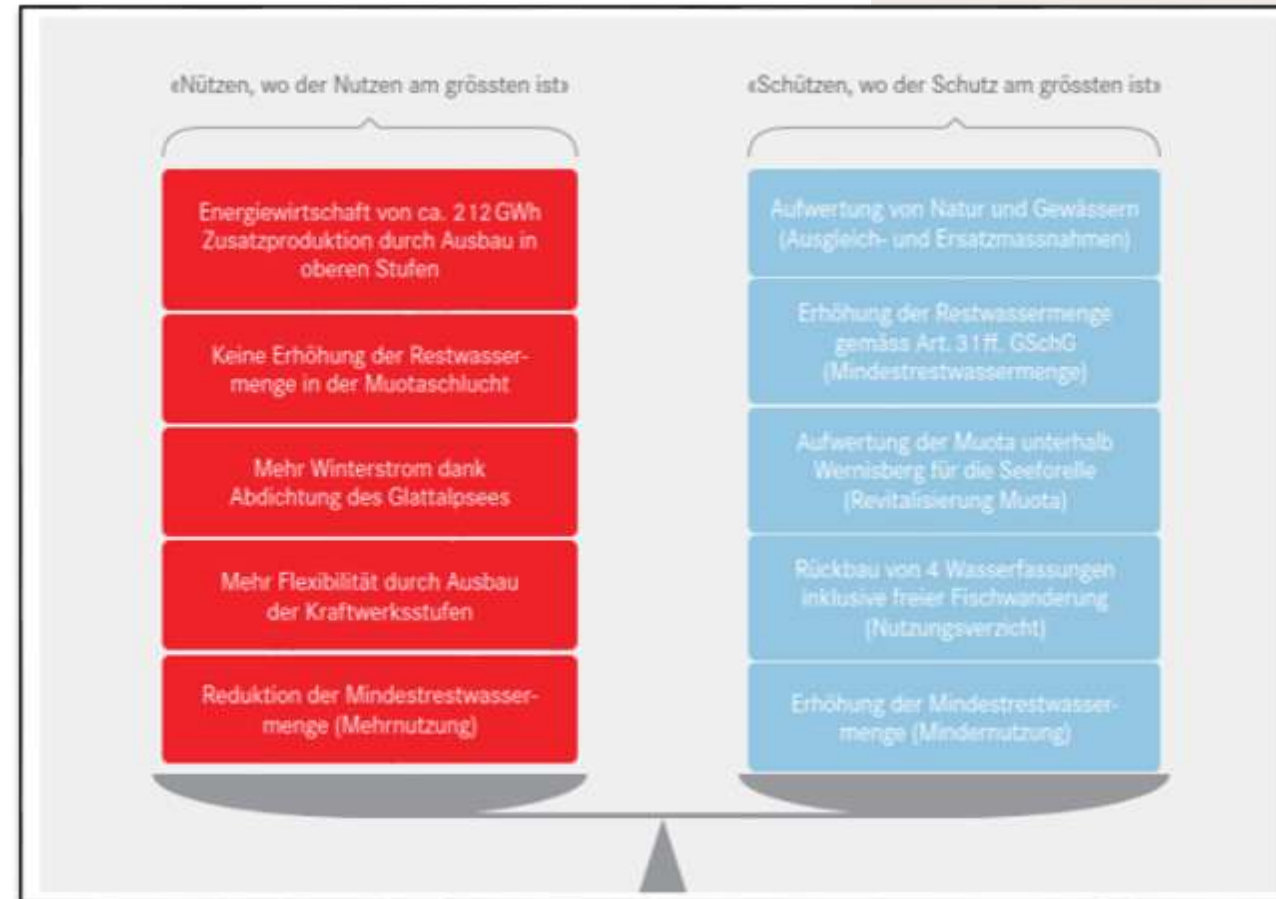 «Nützen, wo der Nutzen am grössten ist»
Energiewirtschaft von ca. 212 GWh
Zusatzproduktion durch Ausbau in
oberen Stufen
Keine Erhöhung der Restwasser-
menge in der Muotaschlucht
Mehr Winterstrom dank
Abdichtung des Glattalpsees
Mehr Flexibilität durch Ausbau
der Kraftwerksstufen
Reduktion der Mindestrestwasser-
menge (Mehrnutzung)
«Schützen, wo der Schutz am grössten ist»
Aufwertung von Natur und Gewässern
(Ausgleich- und Ersatzmassnahmen)
Erhöhung der Restwassermenge
gemäss Art. 31 ff. GSchG
(Mindestrestwassermenge)
Aufwertung der Muota unterhalb
Wernisberg für die Seeforelle
(Revitalisierung Muota)
Rückbau von 4 Wasserfassungen
inklusive freier Fischwanderung
(Nutzungsverzicht)
Erhöhung der Mindestrestwasser-
menge (Mindernutzung)